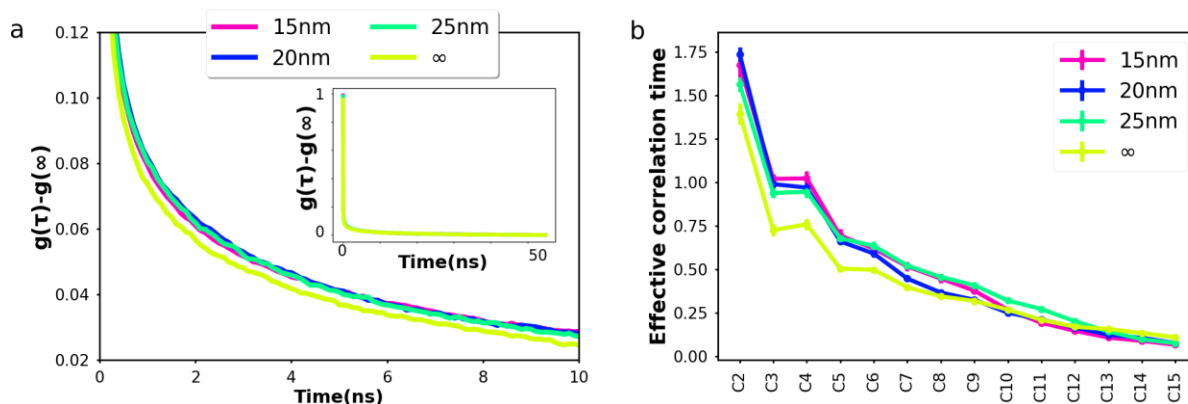 a
15nm
25nm
20nm
∞
0.12
0.10
0.08
0.06
0.04
0.02
g(τ)-g(∞)
0
2
4
6
8
10
Time(ns)
1
0
g(τ)-g(∞)
0
50
Time(ns)
b
15nm
20nm
25nm
∞
1.75
1.50
1.25
1.00
0.75
0.50
0.25
0.00
Effective correlation time
C2
C3
C4
C5
C6
C7
C8
C9
C10
C11
C12
C13
C14
C15